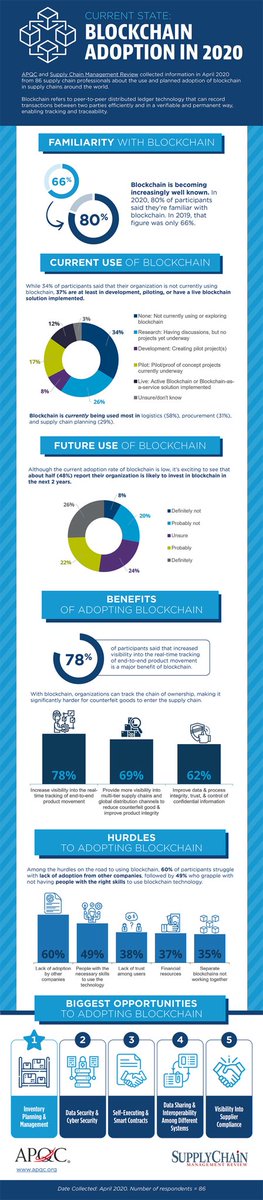 CURRENT STATE:
BLOCKCHAIN
ADOPTION IN 2020
APQC and Supply Chain Management Review collected information in April 2020
from 86 supply chain professionals about the use and planned adoption of blockchain
in supply chains around the world.
Blockchain refers to peer-to-peer distributed ledger technology that can record
transactions between two parties efficiently and in a verifiable and permanent way,
enabling tracking and traceability.
FAMILIARITY WITH BLOCKCHAIN
66%
80%
Blockchain is becoming
increasingly well known. In
2020, 80% of participants
said they're familiar with
blockchain. In 2019, that
figure was only 66%.
CURRENT USE OF BLOCKCHAIN
While 34% of participants said that their organization is not currently using
blockchain, 37% are at least in development, piloting, or have a live blockchain
solution implemented.
3%
12%
34%
17%
8%
26%
None: Not currently using or exploring
blockchain
Research: Having discussions, but no
projects yet underway
Development: Creating pilot project(s)
Pilot: Pilot/proof of concept projects
currently underway
Live: Active Blockchain or Blockchain-as-
a-service solution implemented
Unsure/don't know
Blockchain is currently being used most in logistics (58%), procurement (31%),
and supply chain planning (29%).
FUTURE USE OF BLOCKCHAIN
Although the current adoption rate of blockchain is low, it's exciting to see that
about half (48%) report their organization is likely to invest in blockchain in
the next 2 years.
8%
26%
20%
22%
24%
Definitely not
Probably not
Unsure
Probably
Definitely
BENEFITS
OF ADOPTING BLOCKCHAIN
78%
of participants said that increased
visibility into the real-time tracking
of end-to-end product movement
is a major benefit of blockchain.
With blockchain, organizations can track the chain of ownership, making it
significantly harder for counterfeit goods to enter the supply chain.
78%
69%
62%
Increase visibility into the real-
time tracking of end-to-end
product movement
Provide more visibility into
multi-tier supply chains and
global distribution channels to
reduce counterfeit good &
improve product integrity
Improve data & process
integrity, trust, & control of
confidential information
HURDLES
TO ADOPTING BLOCKCHAIN
Among the hurdles on the road to using blockchain, 60% of participants struggle
with lack of adoption from other companies, followed by 49% who grapple with
not having people with the right skills to use blockchain technology.
60%
49%
38%
37%
35%
Lack of adoption
by other
companies
People with the
necessary skills
to use the
technology
Lack of trust
among users
Financial
resources
Separate
blockchains not
working together
BIGGEST OPPORTUNITIES
TO ADOPTING BLOCKCHAIN
1
2
3
4
5
Inventory
Planning &
Management
Data Security &
Cyber Security
Self-Executing &
Smart Contracts
Data Sharing &
Interoperability
Among Different
Systems
Visibility Into
Supplier
Compliance
APQC
www.apqc.org
SUPPLY CHAIN
MANAGEMENT REVIEW
Date Collected: April 2020. Number of respondents = 86